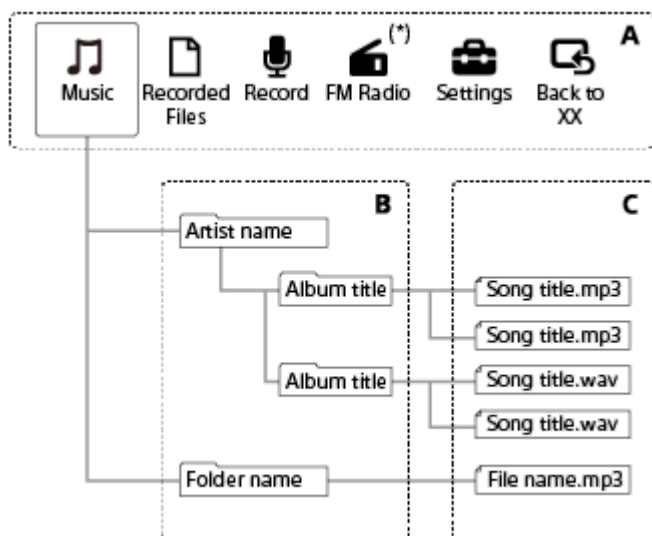 (*)
A
Music
Recorded
Files
Record
FM Radio
Settings
Back to
XX
B
C
Artist name
Album title
Song title.mp3
Song title.mp3
Album title
Song title.wav
Song title.wav
Folder name
File name.mp3